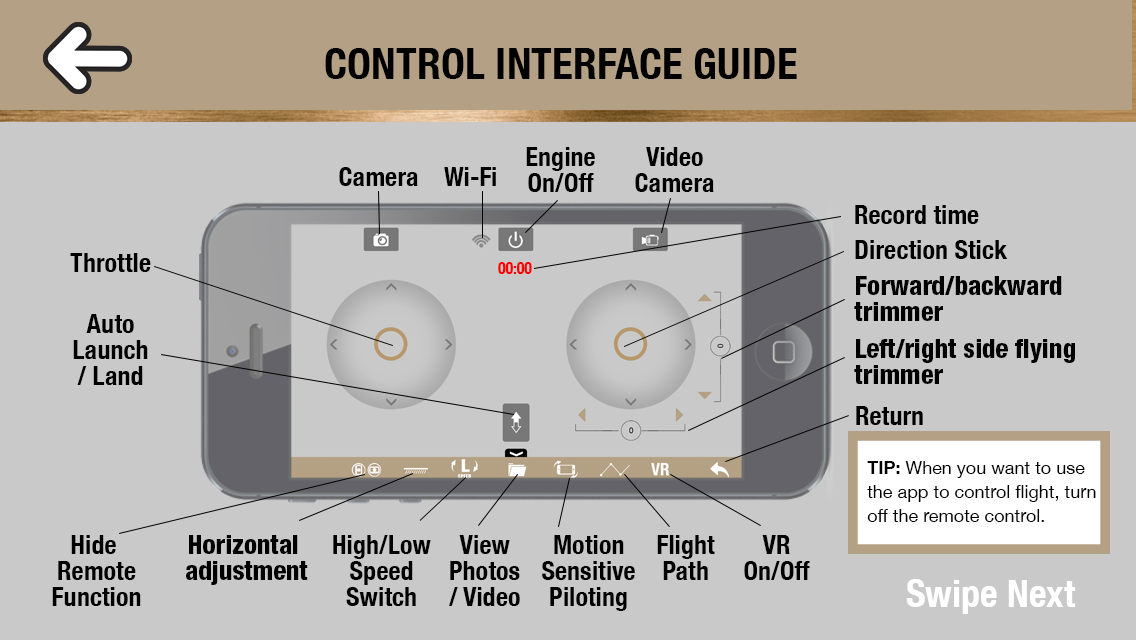 CONTROL INTERFACE GUIDE
Camera
Wi-Fi
Engine
On/Off
Video
Camera
Record time
Direction Stick
Forward/backward
trimmer
Left/right side flying
trimmer
Return
Throttle
Auto
Launch
/ Land
00:00
0
0
L
SPEED
VR
TIP: When you want to use
the app to control flight, turn
off the remote control.
Hide
Remote
Function
Horizontal
adjustment
High/Low
Speed
Switch
View
Photos
/ Video
Motion
Sensitive
Piloting
Flight
Path
VR
On/Off
Swipe Next